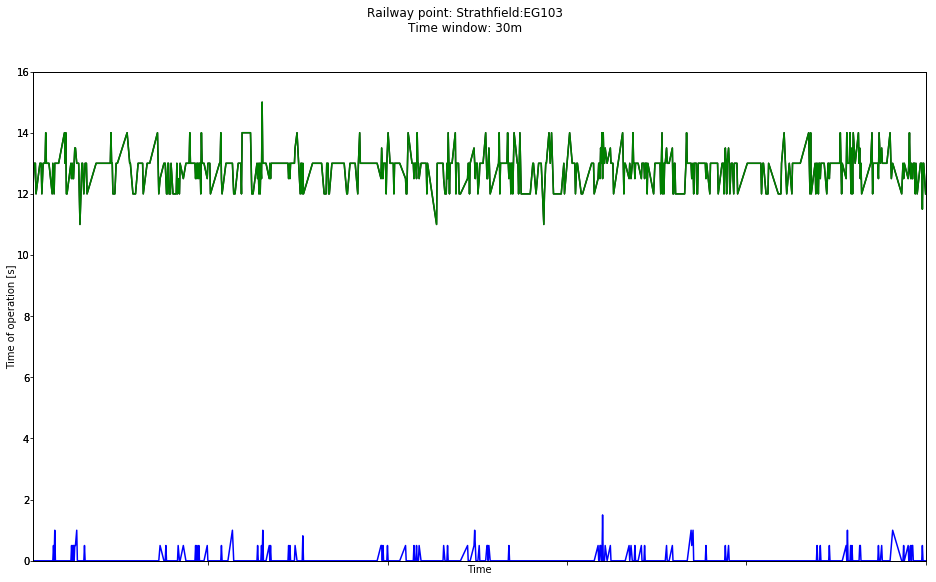 Railway point: Strathfield:EG103
Time window: 30m
16
14
12
10
8
6
4
2
0
Time of operation [s]
Time